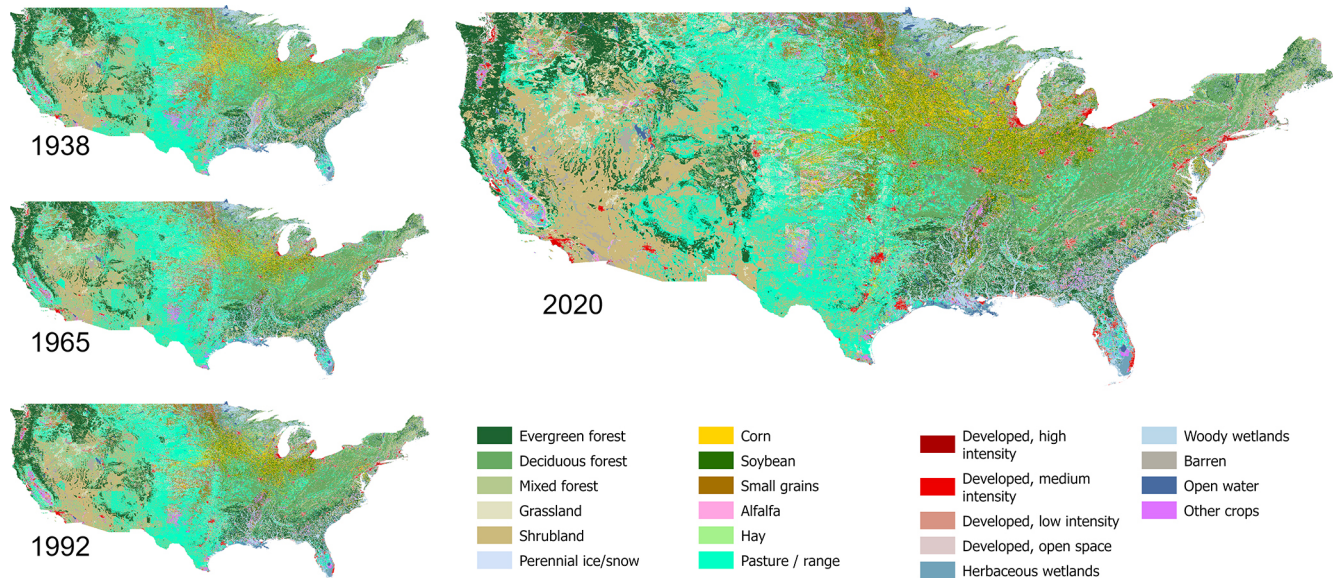 1938
1965
1992
2020
Evergreen forest
Deciduous forest
Mixed forest
Grassland
Shrubland
Perennial ice/snow
Corn
Soybean
Small grains
Alfalfa
Hay
Pasture / range
Developed, high
intensity
Developed, medium
intensity
Developed, low intensity
Developed, open space
Herbaceous wetlands
Woody wetlands
Barren
Open water
Other crops